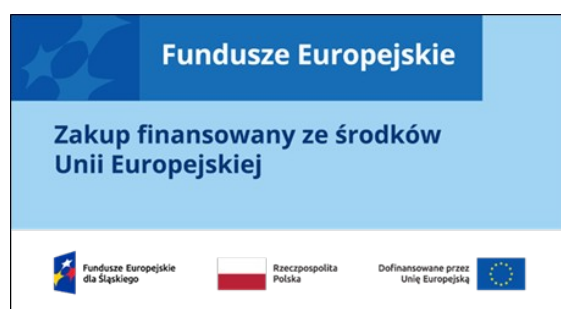 Fundusze Europejskie
Zakup finansowany ze środków
Unii Europejskiej
Fundusze Europejskie
dla Śląskiego
Rzeczpospolita
Polska
Dofinansowane przez
Unię Europejską